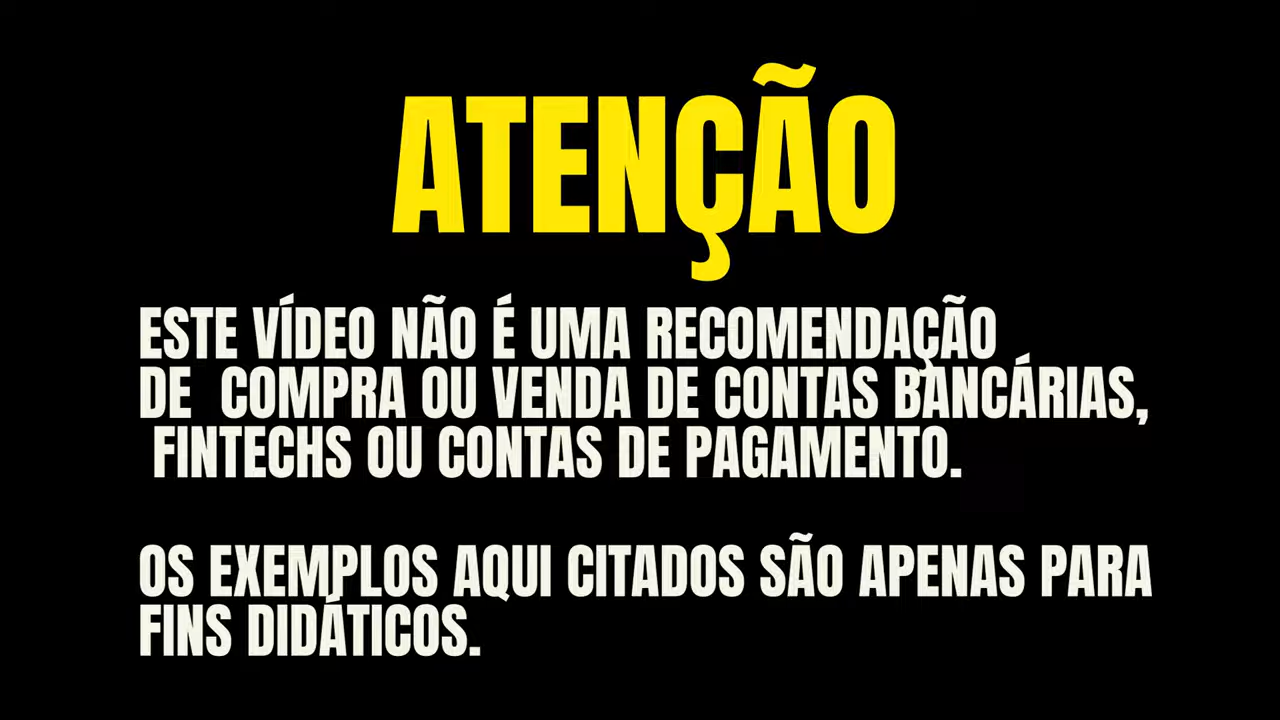 ATENÇÃO
ESTE VÍDEO NÃO É UMA RECOMENDAÇÃO
DE COMPRA OU VENDA DE CONTAS BANCÁRIAS,
FINTECHS OU CONTAS DE PAGAMENTO.
OS EXEMPLOS AQUI CITADOS SÃO APENAS PARA
FINS DIDÁTICOS.